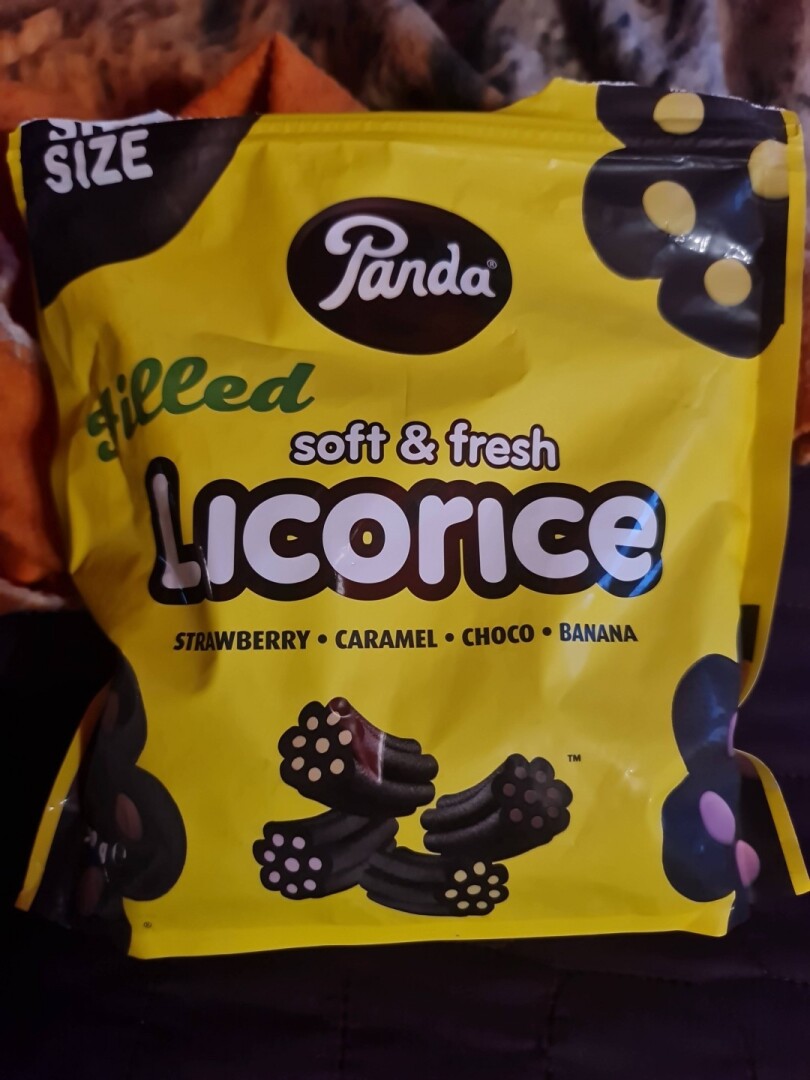 SIZE
Panda®
filled
soft & fresh
LICORICE
STRAWBERRY • CARAMEL • CHOCO • BANANA
TM